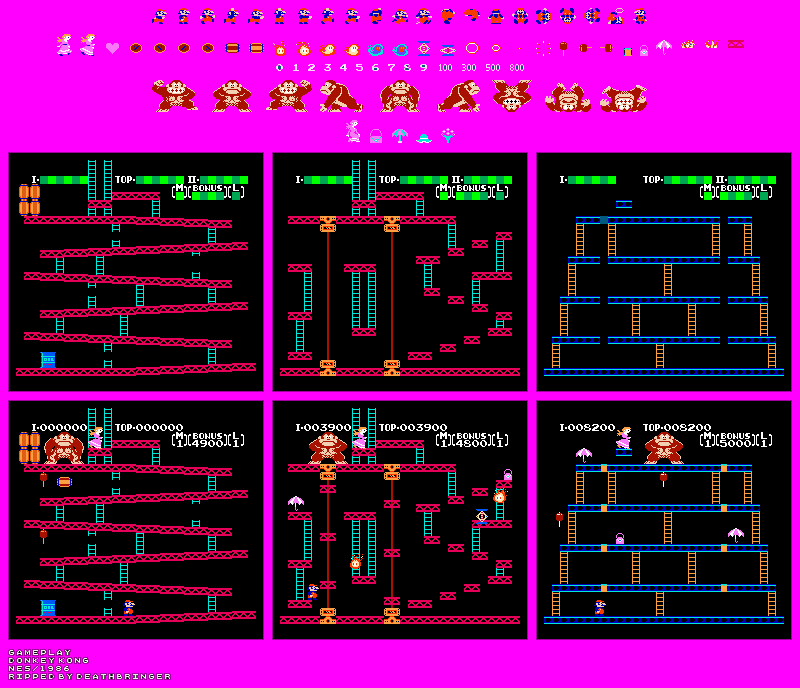 0 1 2 3 4 5 6 7 8 9 100 300 500 800
I- TOP- II-
M BONUS L
I- TOP- II-
M BONUS L
I- TOP- II-
M BONUS L
I-000000 TOP-000000
M BONUS L
1 4900 1
I-003900 TOP-003900
M BONUS L
1 4800 1
I-008200 TOP-008200
M BONUS L
1 5000 1
GAMEPLAY
DONKEY KONG
NES/1986
RIPPED BY DEATHBRINGER